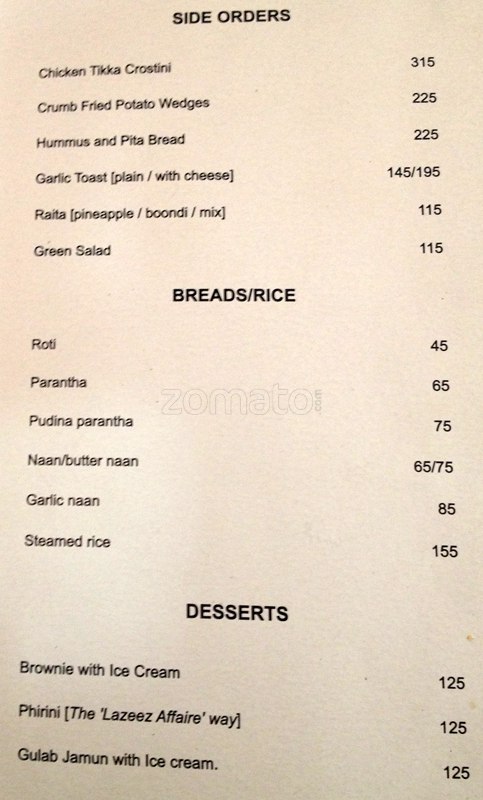 SIDE ORDERS
Chicken Tikka Crostini 315
Crumb Fried Potato Wedges 225
Hummus and Pita Bread 225
Garlic Toast [plain / with cheese] 145/195
Raita [pineapple / boondi / mix] 115
Green Salad 115
BREADS/RICE
Roti 45
Parantha 65
zomato.com
Pudina parantha 75
Naan/butter naan 65/75
Garlic naan 85
Steamed rice 155
DESSERTS
Brownie with Ice Cream 125
Phirini [The 'Lazeez Affaire' way] 125
Gulab Jamun with Ice cream. 125